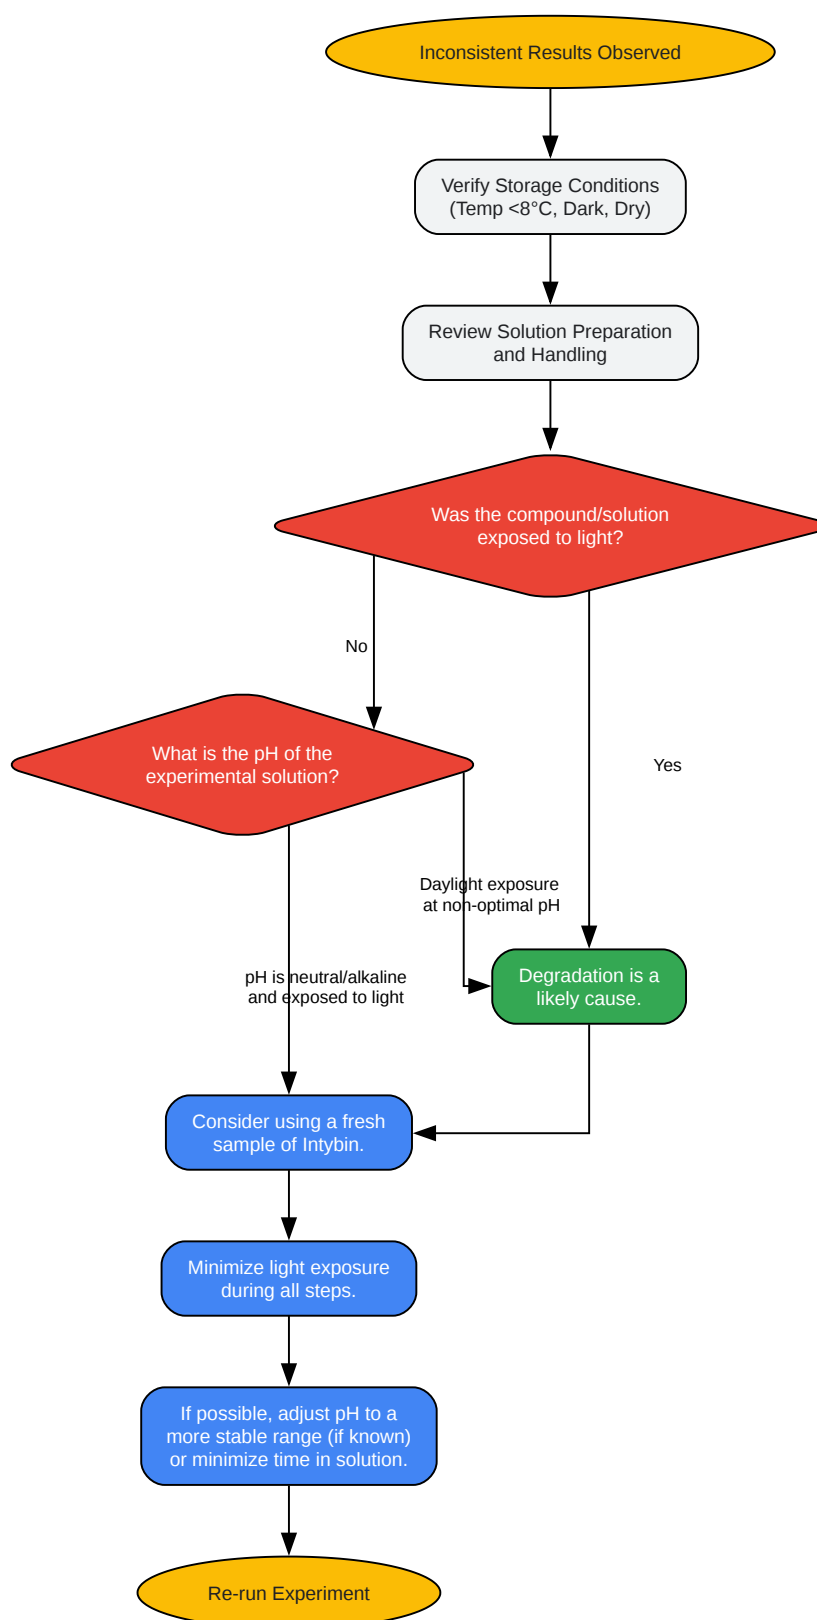 Inconsistent Results Observed
Verify Storage Conditions
(Temp <8°C, Dark, Dry)
Review Solution Preparation
and Handling
Was the compound/solution
exposed to light?
No
What is the pH of the
experimental solution?
Yes
Daylight exposure
at non-optimal pH
pH is neutral/alkaline
and exposed to light
Degradation is a
likely cause.
Consider using a fresh
sample of Intybin.
Minimize light exposure
during all steps.
If possible, adjust pH to a
more stable range (if known)
or minimize time in solution.
Re-run Experiment